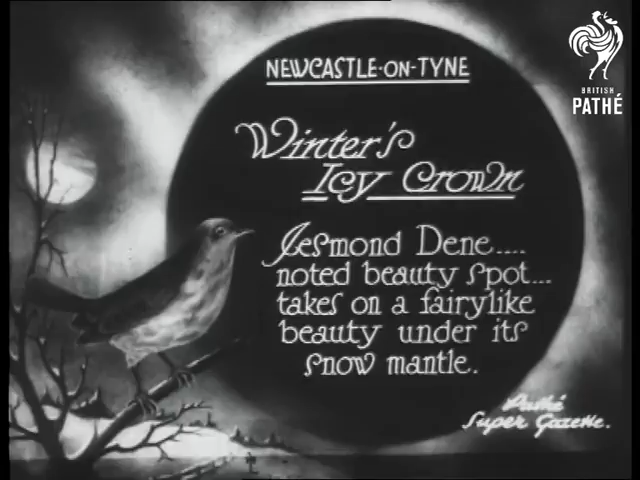 NEWCASTLE-ON-TYNE
BRITISH
PATHÉ
Winter's
Icy Crown
Jesmond Dene....
noted beauty spot...
takes on a fairylike
beauty under its
snow mantle.
Pathé
Super Gazette.